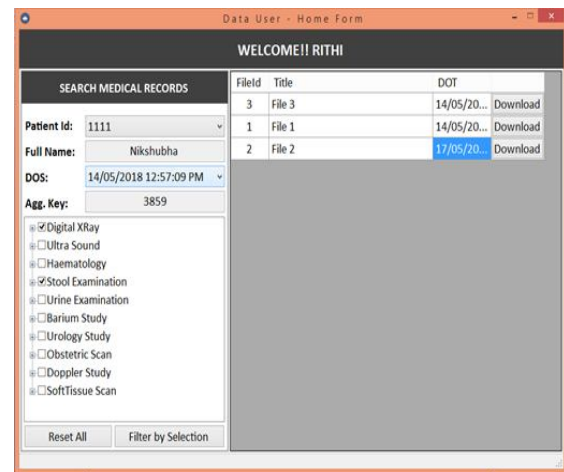 Data User - Home Form
WELCOME!! RITHI
SEARCH MEDICAL RECORDS
Patient Id: 1111
Full Name: Nikshubha
DOS: 14/05/2018 12:57:09 PM
Agg. Key: 3859
Digital XRay
Ultra Sound
Haematology
Stool Examination
Urine Examination
Barium Study
Urology Study
Obstetric Scan
Doppler Study
SoftTissue Scan
Reset All Filter by Selection
FileId Title DOT
3 File 3 14/05/20... Download
1 File 1 14/05/20... Download
2 File 2 17/05/20... Download